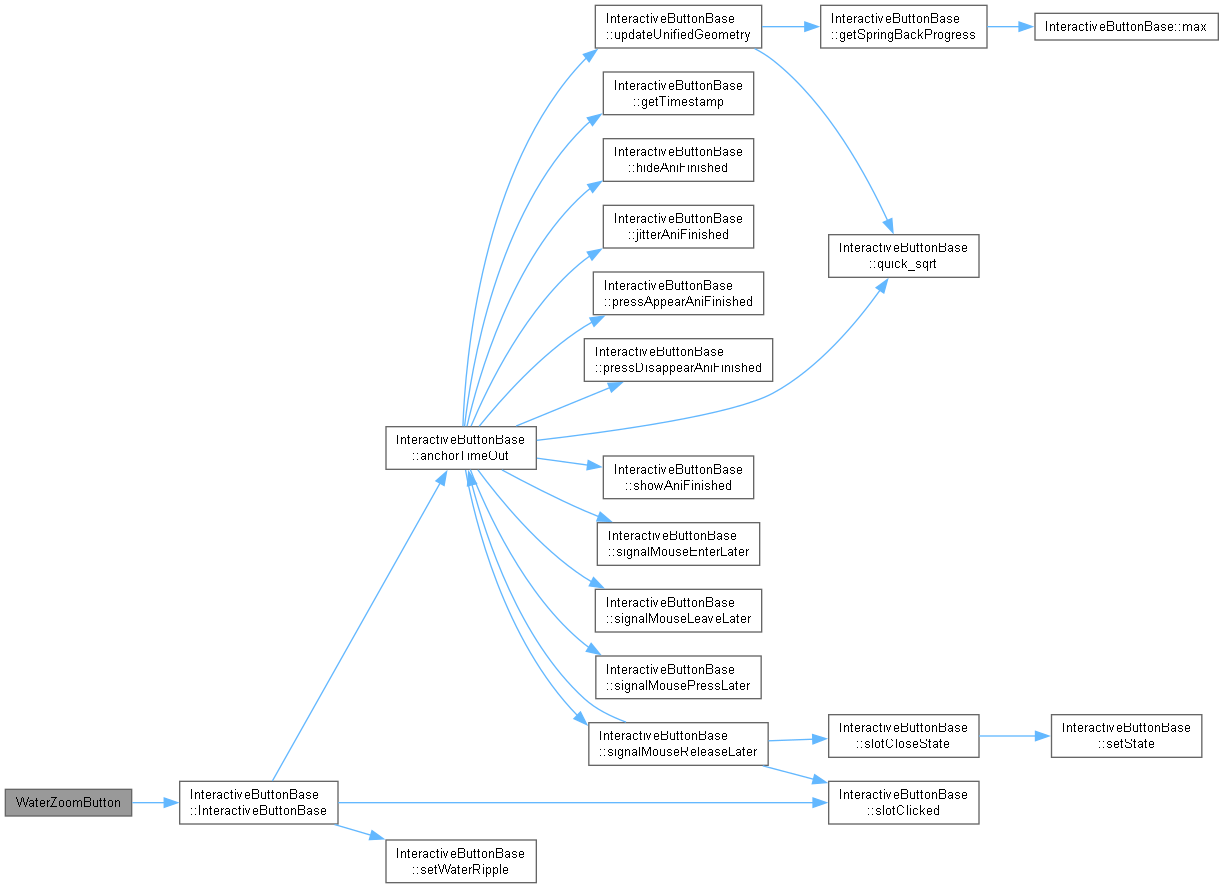 InteractiveButtonBase
::updateUnifiedGeometry
InteractiveButtonBase
::getSpringBackProgress
InteractiveButtonBase::max
InteractiveButtonBase
::getTimestamp
InteractiveButtonBase
::hideAniFinished
InteractiveButtonBase
::jitterAniFinished
InteractiveButtonBase
::quick_sqrt
InteractiveButtonBase
::pressAppearAniFinished
InteractiveButtonBase
::pressDisappearAniFinished
InteractiveButtonBase
::anchorTimeOut
InteractiveButtonBase
::showAniFinished
InteractiveButtonBase
::signalMouseEnterLater
InteractiveButtonBase
::signalMouseLeaveLater
InteractiveButtonBase
::signalMousePressLater
InteractiveButtonBase
::signalMouseReleaseLater
InteractiveButtonBase
::slotCloseState
InteractiveButtonBase
::setState
WaterZoomButton
InteractiveButtonBase
::InteractiveButtonBase
InteractiveButtonBase
::slotClicked
InteractiveButtonBase
::setWaterRipple